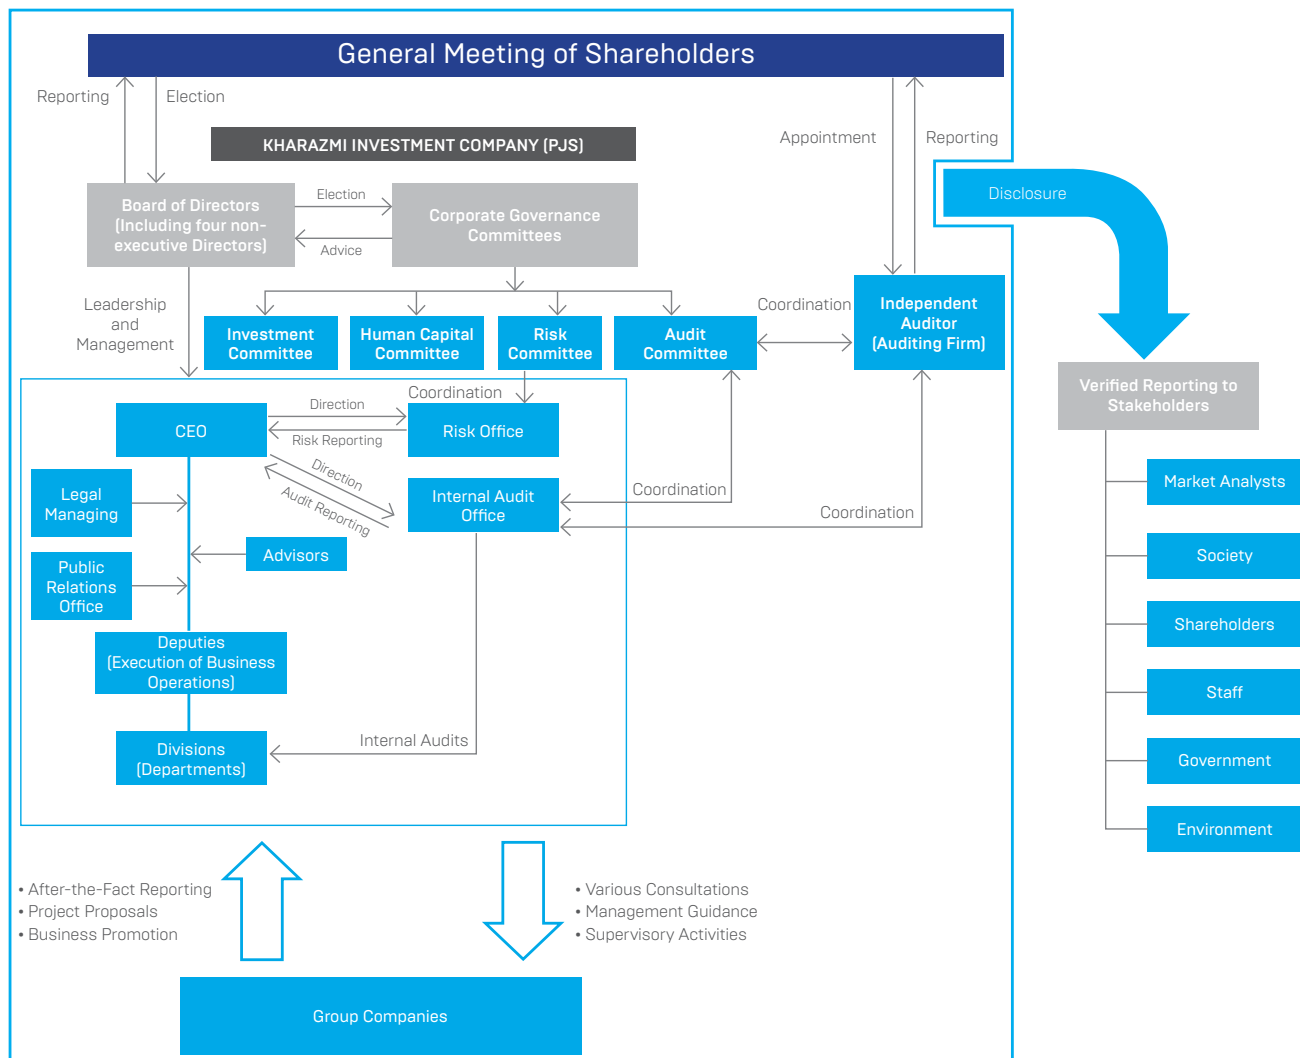 General Meeting of Shareholders
Reporting
Election
Appointment
Reporting
KHARAZMI INVESTMENT COMPANY (PJS)
Disclosure
Board of Directors
(Including four non-
executive Directors)
Election
Advice
Corporate Governance
Committees
Leadership
and
Management
Investment
Committee
Human Capital
Committee
Risk
Committee
Audit
Committee
Coordination
Independent
Auditor
(Auditing Firm)
Verified Reporting to
Stakeholders
Coordination
CEO
Direction
Risk Reporting
Risk Office
Direction
Audit Reporting
Internal Audit
Office
Coordination
Coordination
Legal
Managing
Advisors
Public
Relations
Office
Deputies
(Execution of Business
Operations)
Internal Audits
Divisions
(Departments)
Market Analysts
Society
Shareholders
Staff
Government
Environment
• After-the-Fact Reporting
• Project Proposals
• Business Promotion
• Various Consultations
• Management Guidance
• Supervisory Activities
Group Companies